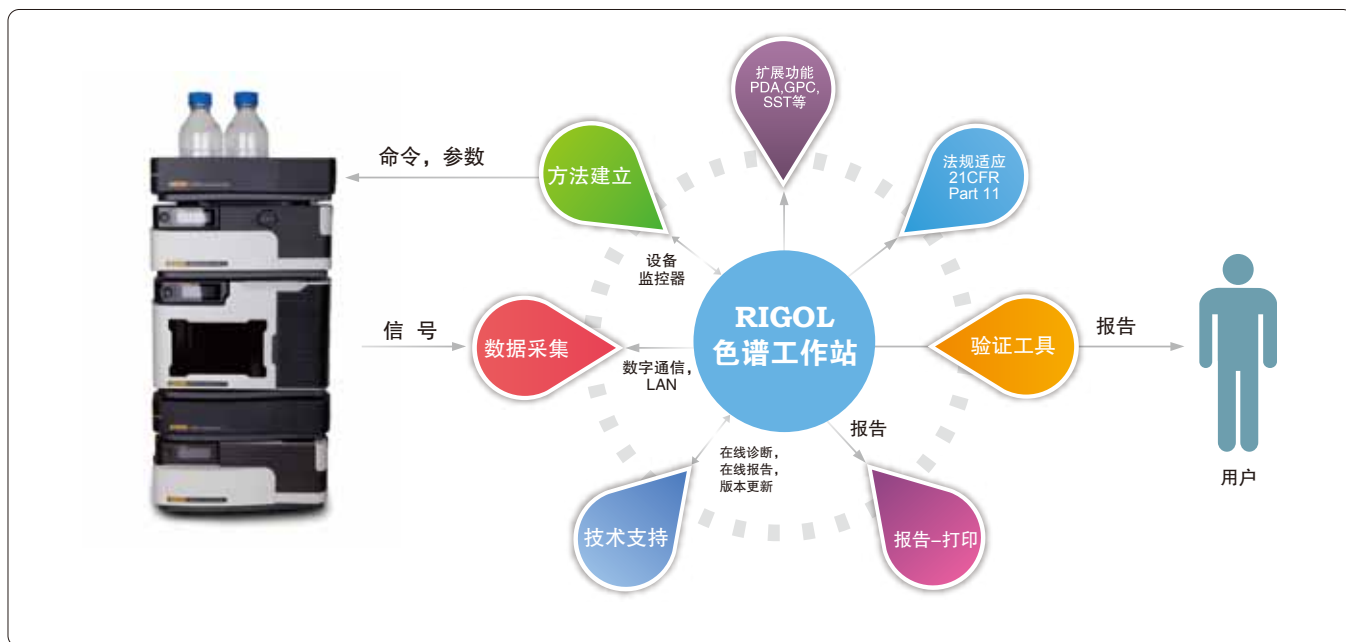 扩展功能
PDA,GPC,
SST等
命令，参数
方法建立
法规适应
21CFR
Part 11
设备
监控器
RIGOL
色谱工作站
信 号
数据采集
数字通信，
LAN
验证工具
报告
用户
在线诊断，
在线报告，
版本更新
报告
技术支持
报告-打印